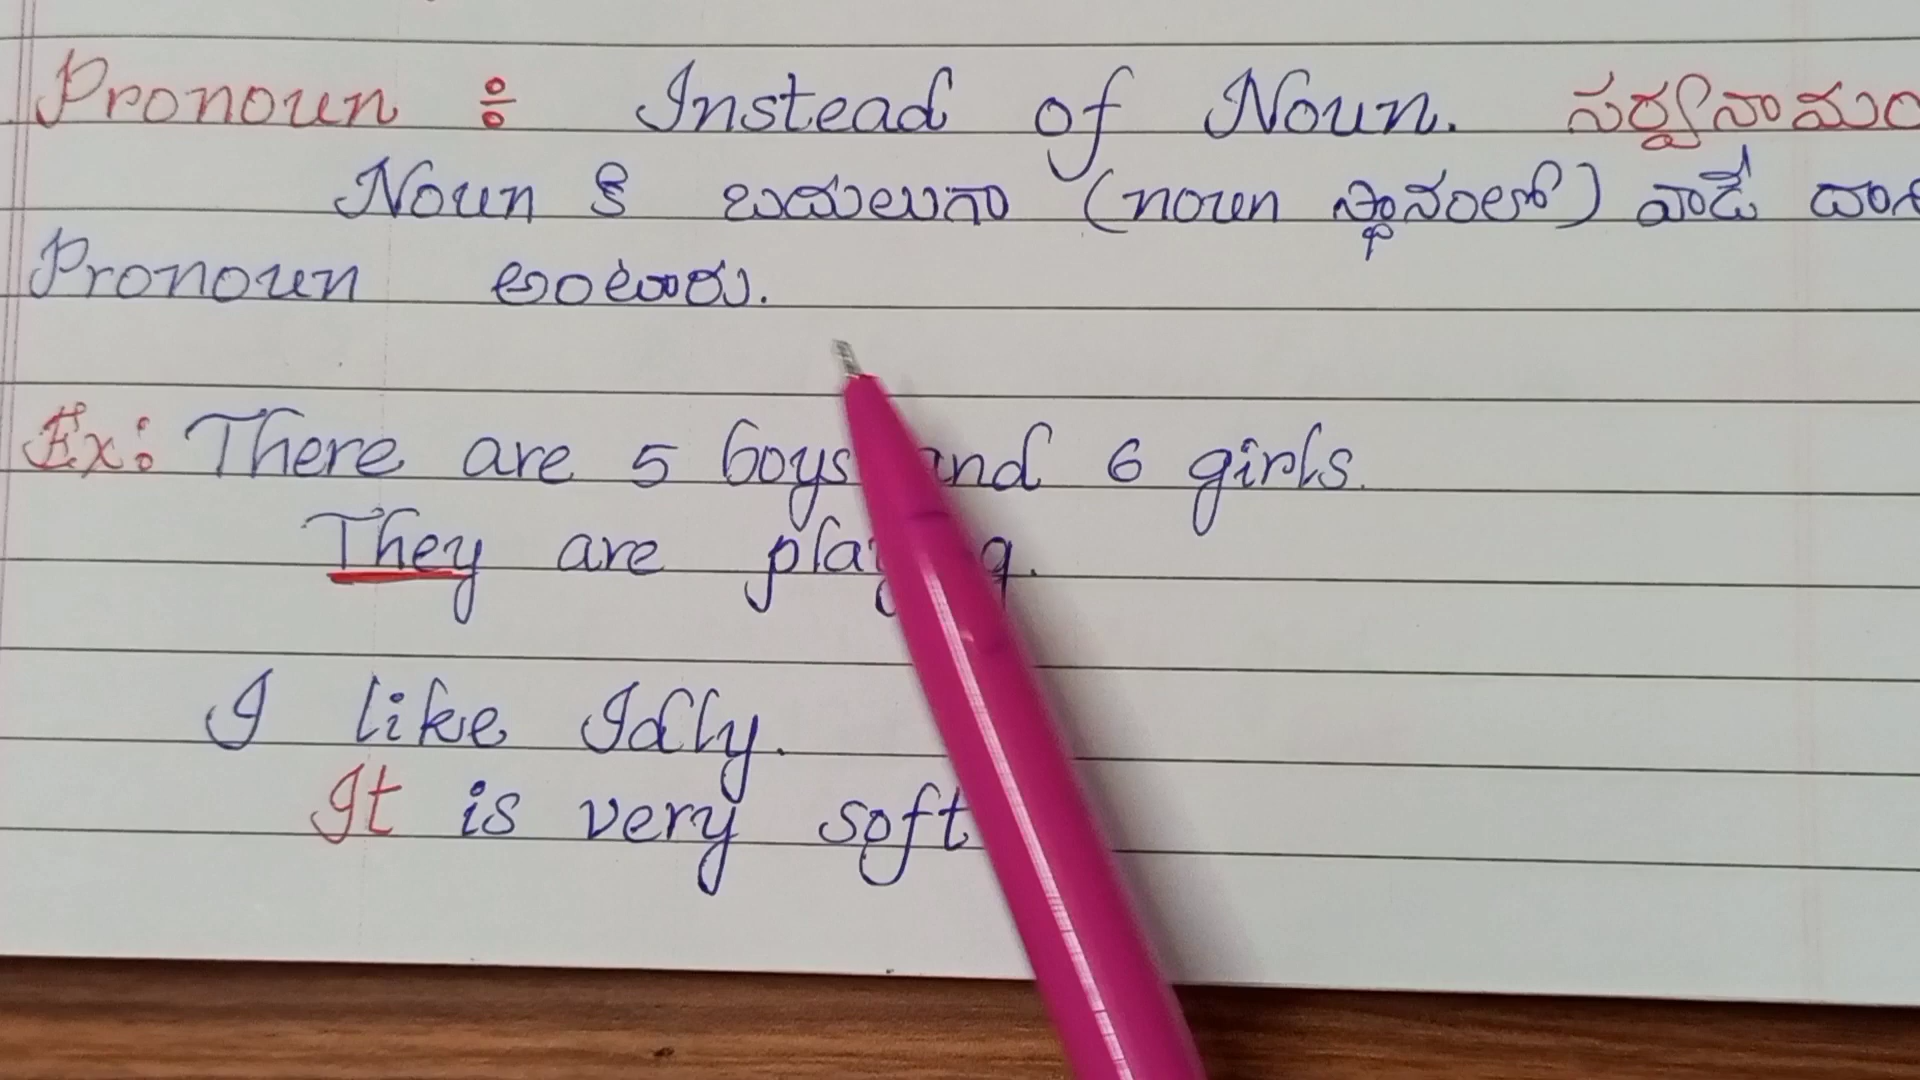 Pronoun : Instead of Noun. సర్వనామం
Noun కి బదులుగా (noun స్థానంలో) వాడే
Pronoun అంటారు.
Ex: There are 5 boys and 6 girls.
They are playing.
I like Idly.
It is very soft